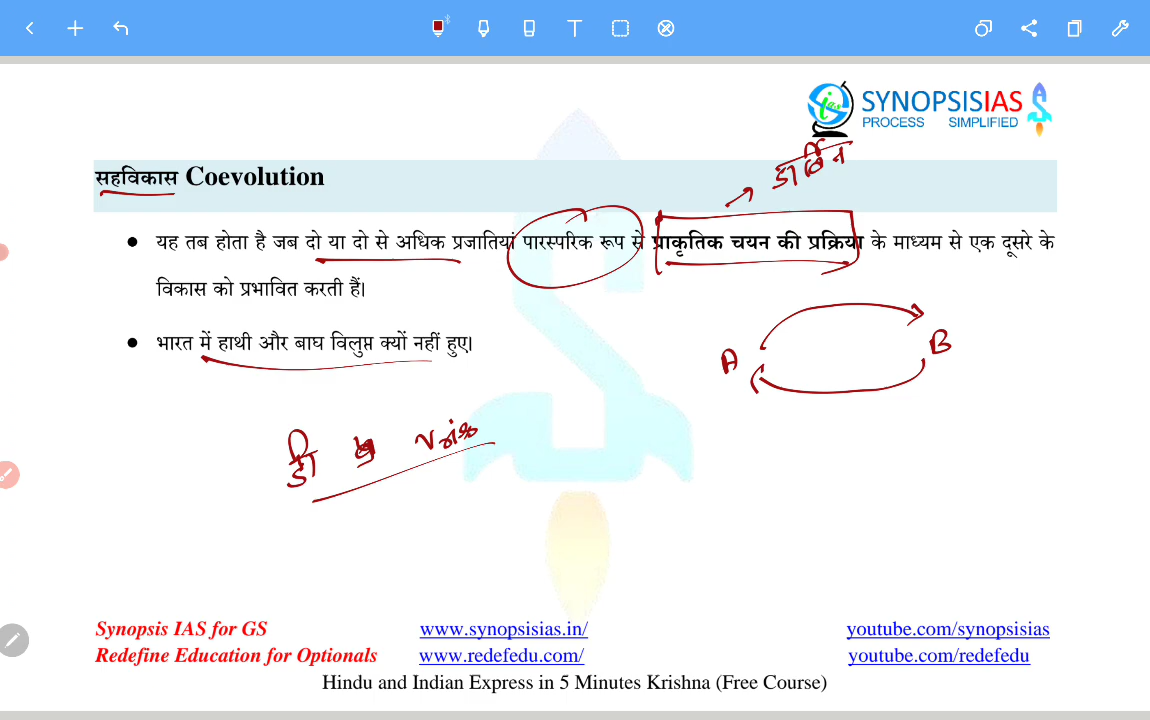 SYNOPSISIAS
PROCESS SIMPLIFIED
डार्विन
सहविकास Coevolution
• यह तब होता है जब दो या दो से अधिक प्रजातियां पारस्परिक रूप से प्राकृतिक चयन की प्रक्रिया के माध्यम से एक दूसरे के
विकास को प्रभावित करती हैं।
• भारत में हाथी और बाघ विलुप्त क्यों नहीं हुए।
A B
Synopsis IAS for GS www.synopsisias.in/ youtube.com/synopsisias
Redefine Education for Optionals www.redefedu.com/ youtube.com/redefedu
Hindu and Indian Express in 5 Minutes Krishna (Free Course)